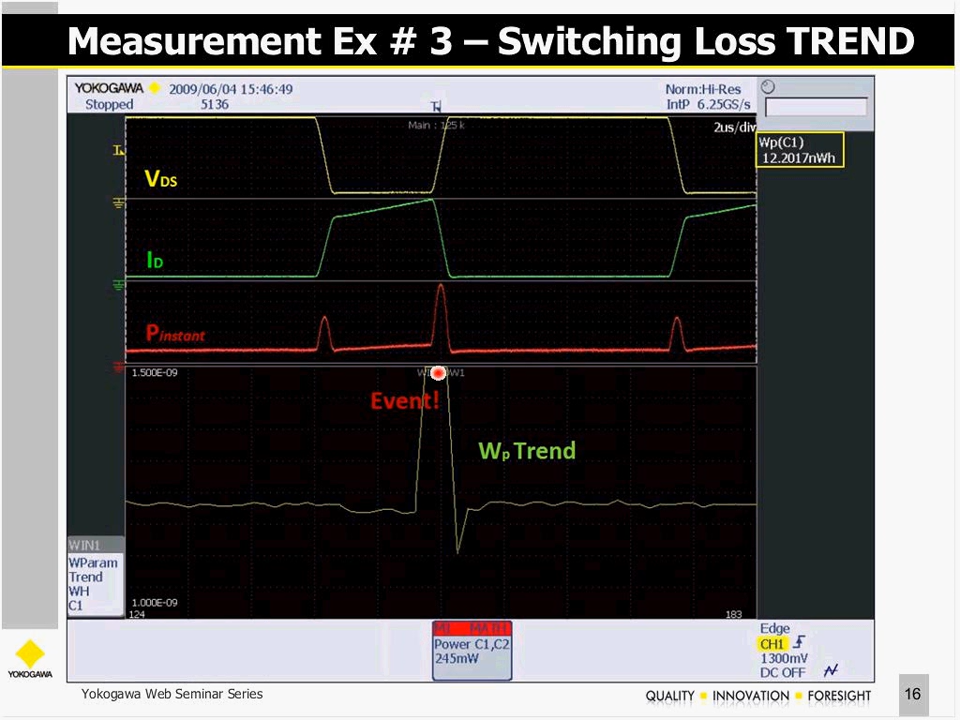 Measurement Ex # 3 – Switching Loss TREND
YOKOGAWA 2009/06/04 15:46:49
Stopped 5136
Norm:Hi-Res
IntP 6.25GS/s
Main : 125 k
2us/div
Wp(C1)
12.2017nWh
VDS
ID
Pinstant
1.500E-09
Event!
Wp Trend
WIN1
WParam
Trend
WH
C1
1.000E-09
124
183
M1 MATH
Power C1,C2
245mW
Edge
CH1
1300mV
DC OFF
YOKOGAWA
Yokogawa Web Seminar Series
QUALITY INNOVATION FORESIGHT
16